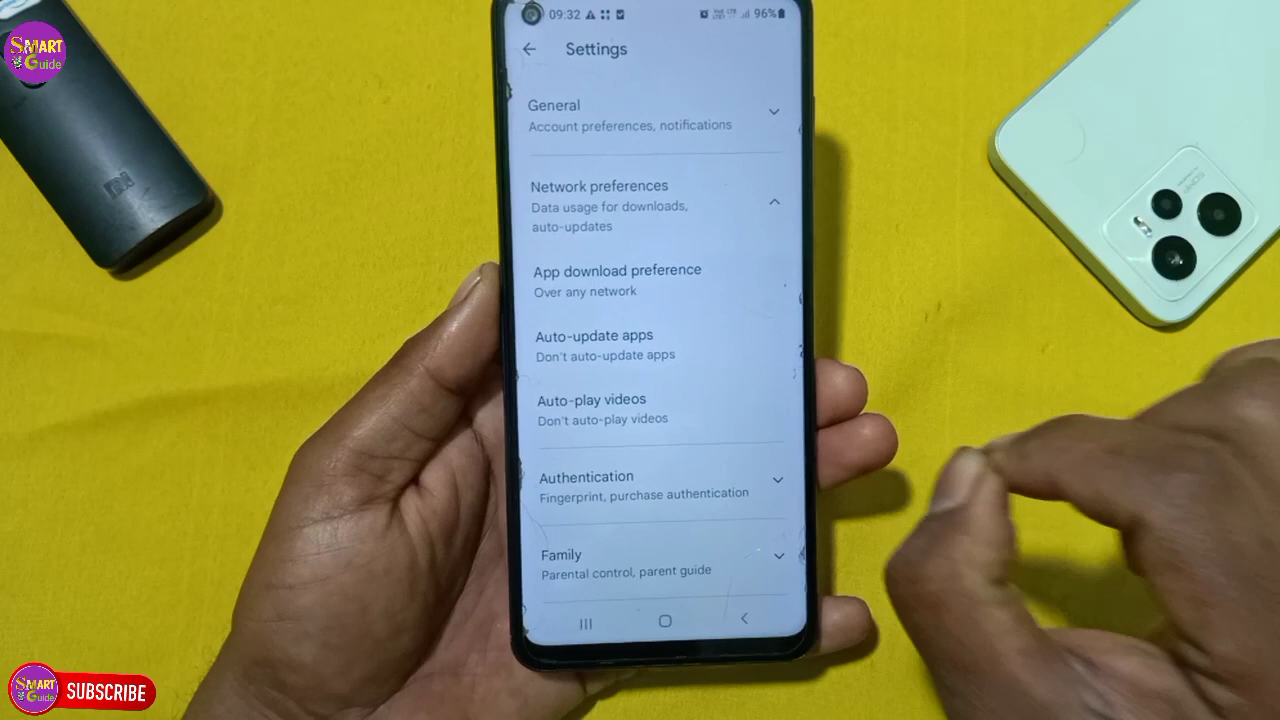 SMART
Guide
09:32
96%
Settings
General
Account preferences, notifications
Network preferences
Data usage for downloads,
auto-updates
App download preference
Over any network
Auto-update apps
Don't auto-update apps
Auto-play videos
Don't auto-play videos
Authentication
Fingerprint, purchase authentication
Family
Parental control, parent guide
SMART
Guide
SUBSCRIBE